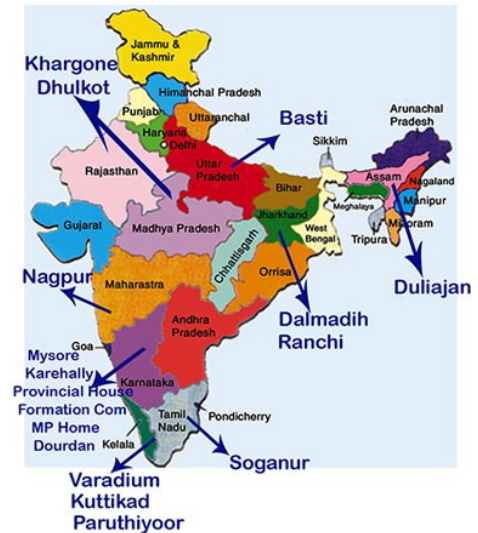 Jammu &
Kashmir
Khargone
Dhulkot
Himanchal Pradesh
Punjab
Uttaranchal
Haryana
Delhi
Basti
Arunachal
Pradesh
Sikkim
Rajasthan
Uttar
Pradesh
Assam
Nagaland
Bihar
Meghalaya
Manipur
Gujarat
Madhya Pradesh
Jharkhand
West
Bengal
Tripura
Mizoram
Chhattisgarh
Nagpur
Maharastra
Orrisa
Duliajan
Dalmadih
Ranchi
Andhra
Pradesh
Goa
Mysore
Karehally
Provincial House
Formation Com
MP Home
Dourdan
Karnataka
Tamil
Nadu
Pondicherry
Kelala
Soganur
Varadium
Kuttikad
Paruthiyoor